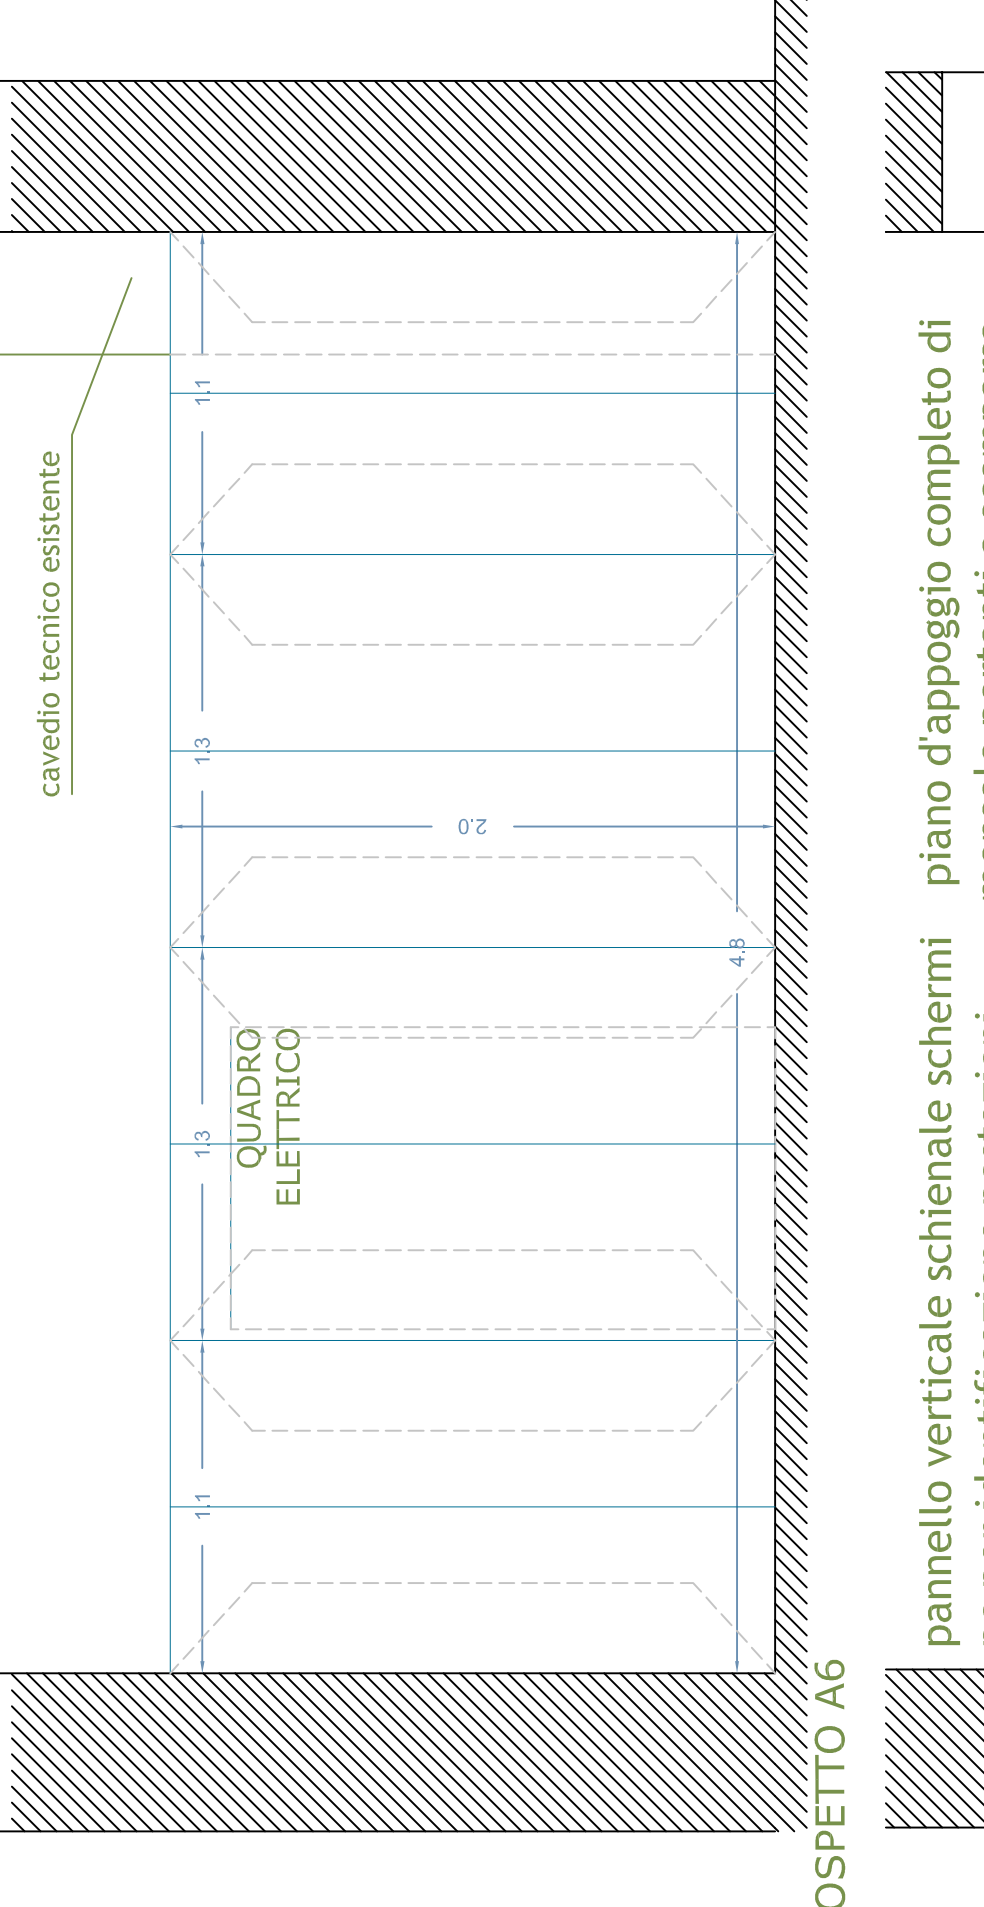 cavedio tecnico esistente
1.1
1.3
2.0
4.8
QUADRO
ELETTRICO
1.3
1.1
OSPETTO A6
pannello verticale schienale schermi
piano d'appoggio completo di